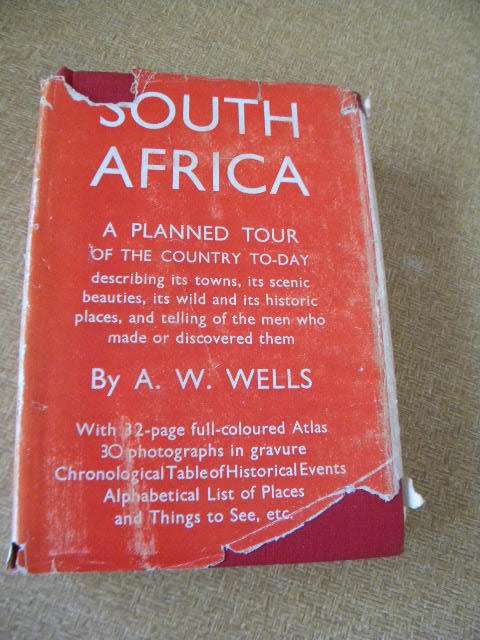 SOUTH
AFRICA
A PLANNED TOUR
OF THE COUNTRY TO-DAY
describing its towns, its scenic
beauties, its wild and its historic
places, and telling of the men who
made or discovered them
By A. W. WELLS
With 32-page full-coloured Atlas
30 photographs in gravure
Chronological Table of Historical Events
Alphabetical List of Places
and Things to See, etc.